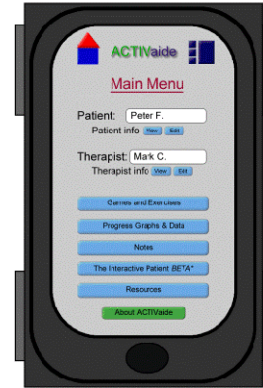 ACTIVaide
Main Menu
Patient: Peter F.
Patient info View Edit
Therapist: Mark C.
Therapist info View Edit
Games and Exercises
Progress Graphs & Data
Notes
The Interactive Patient BETA*
Resources
About ACTIVaide